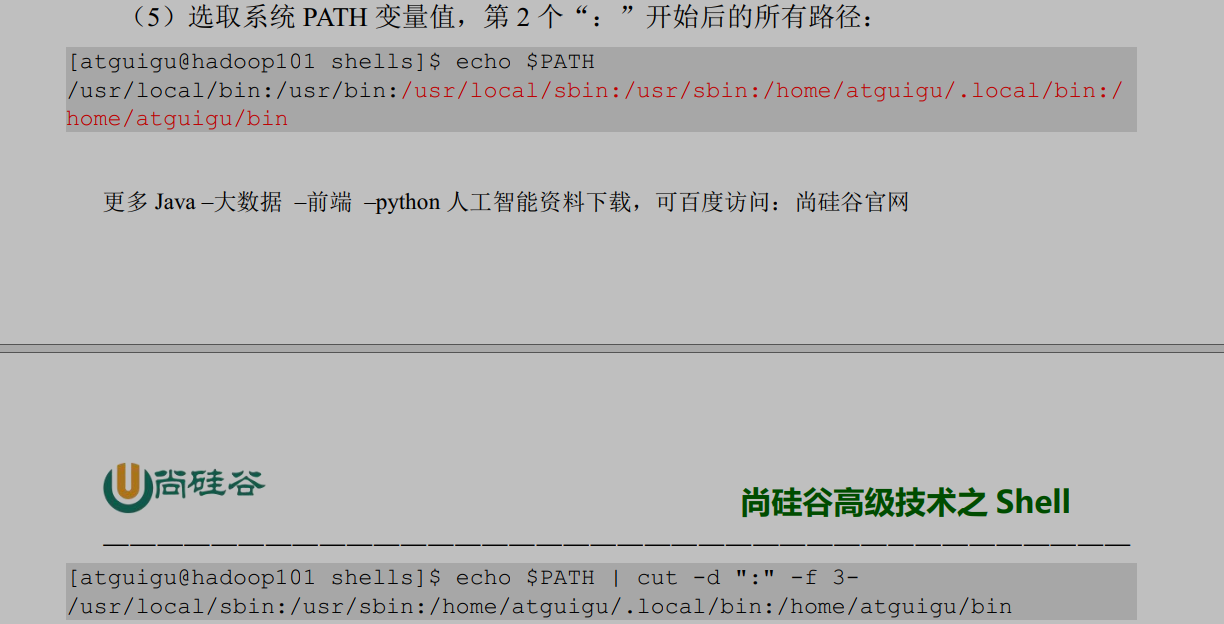 （5）选取系统 PATH 变量值，第 2 个“：”开始后的所有路径：
[atguigu@hadoop101 shells]$ echo $PATH
/usr/local/bin:/usr/bin:/usr/local/sbin:/usr/sbin:/home/atguigu/.local/bin:/
home/atguigu/bin
更多 Java –大数据 –前端 –python 人工智能资料下载，可百度访问：尚硅谷官网
尚硅谷
尚硅谷高级技术之 Shell
[atguigu@hadoop101 shells]$ echo $PATH | cut -d ":" -f 3-
/usr/local/sbin:/usr/sbin:/home/atguigu/.local/bin:/home/atguigu/bin